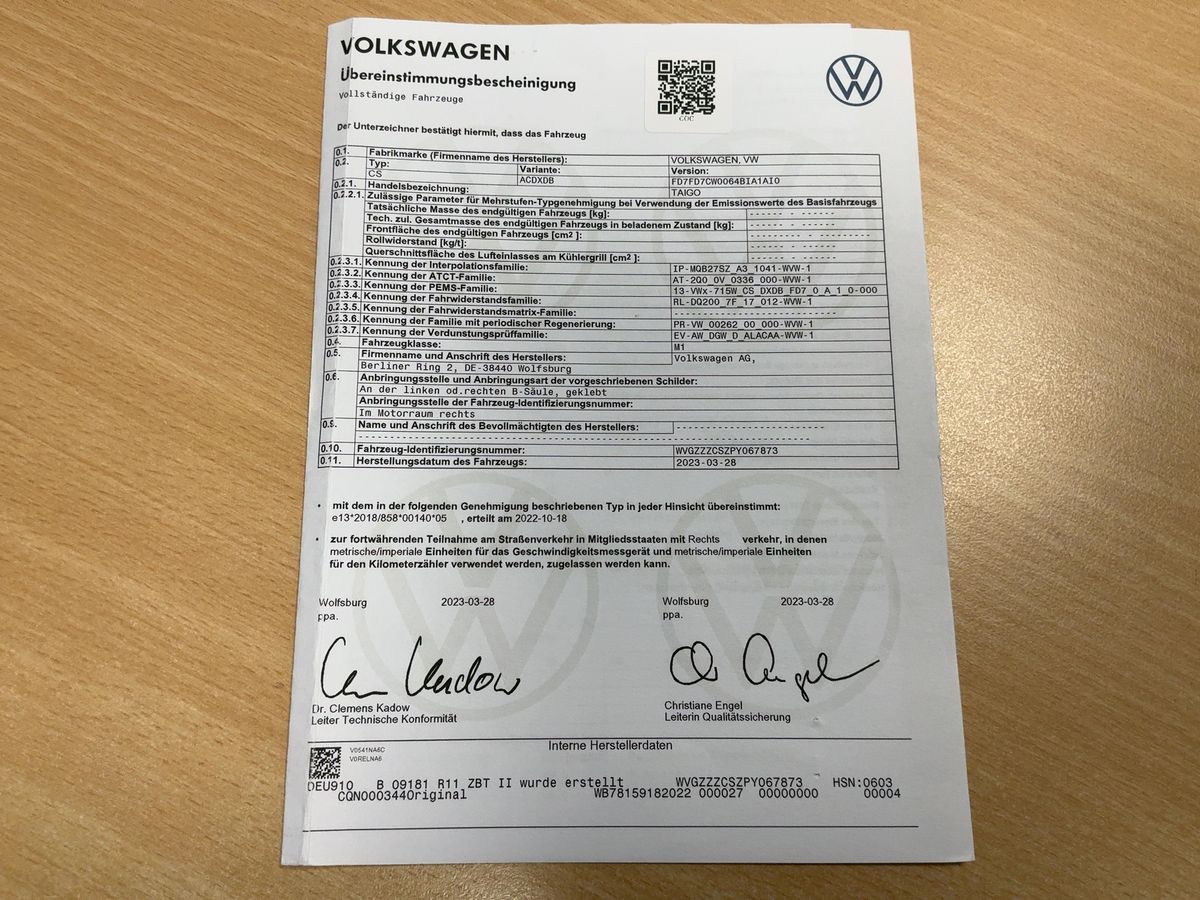 VOLKSWAGEN
Übereinstimmungsbescheinigung
Vollständige Fahrzeuge
COC
Der Unterzeichner bestätigt hiermit, dass das Fahrzeug
0.1. Fabrikmarke (Firmenname des Herstellers): VOLKSWAGEN, VW
0.2. Typ: Variante: Version:
CS ACDXDB FD7FD7CW0064BIA1AI0
0.2.1. Handelsbezeichnung: TAIGO
0.2.2.1. Zulässige Parameter für Mehrstufen-Typgenehmigung bei Verwendung der Emissionswerte des Basisfahrzeugs
Tatsächliche Masse des endgültigen Fahrzeugs [kg]: ------ - ------
Tech. zul. Gesamtmasse des endgültigen Fahrzeugs in beladenem Zustand [kg]: ------ - ------
Frontfläche des endgültigen Fahrzeugs [cm²]: ------ - ---------
Rollwiderstand [kg/t]: ------ - ------
Querschnittsfläche des Lufteinlasses am Kühlergrill [cm²]: ------ - ------
0.2.3.1. Kennung der Interpolationsfamilie: IP-MQB27SZ_A3_1041-WVW-1
0.2.3.2. Kennung der ATCT-Familie: AT-2Q0_0V_0336_000-WVW-1
0.2.3.3. Kennung der PEMS-Familie: 13-VWx-715W_CS_DXDB_FD7_0_A_1_0-000
0.2.3.4. Kennung der Fahrwiderstandsfamilie: RL-DQ200_7F_17_012-WVW-1
0.2.3.5. Kennung der Fahrwiderstandsmatrix-Familie: -----------------------
0.2.3.6. Kennung der Familie mit periodischer Regenerierung: PR-VW_00262_00_000-WVW-1
0.2.3.7. Kennung der Verdunstungsprüffamilie: EV-AW_DGW_D_ALACAA-WVW-1
0.4. Fahrzeugklasse: M1
0.5. Firmenname und Anschrift des Herstellers: Volkswagen AG,
Berliner Ring 2, DE-38440 Wolfsburg
0.6. Anbringungsstelle und Anbringungsart der vorgeschriebenen Schilder:
An der linken od.rechten B-Säule, geklebt
Anbringungsstelle der Fahrzeug-Identifizierungsnummer:
Im Motorraum rechts
0.9. Name und Anschrift des Bevollmächtigten des Herstellers: -----------------------
0.10. Fahrzeug-Identifizierungsnummer: WVGZZZCSZPY067873
0.11. Herstellungsdatum des Fahrzeugs: 2023-03-28
• mit dem in der folgenden Genehmigung beschriebenen Typ in jeder Hinsicht übereinstimmt:
e13*2018/858*00140*05 , erteilt am 2022-10-18
• zur fortwährenden Teilnahme am Straßenverkehr in Mitgliedsstaaten mit Rechts verkehr, in denen
metrische/imperiale Einheiten für das Geschwindigkeitsmessgerät und metrische/imperiale Einheiten
für den Kilometerzähler verwendet werden, zugelassen werden kann.
Wolfsburg 2023-03-28 Wolfsburg 2023-03-28
ppa. ppa.
Dr. Clemens Kadow Christiane Engel
Leiter Technische Konformität Leiterin Qualitätssicherung
Interne Herstellerdaten
V0541NA6C
V0RELNA6
DEU910 B 09181 R11 ZBT II wurde erstellt WVGZZZCSZPY067873 HSN:0603
CQN000344Original WB78159182022 000027 00000000 00004